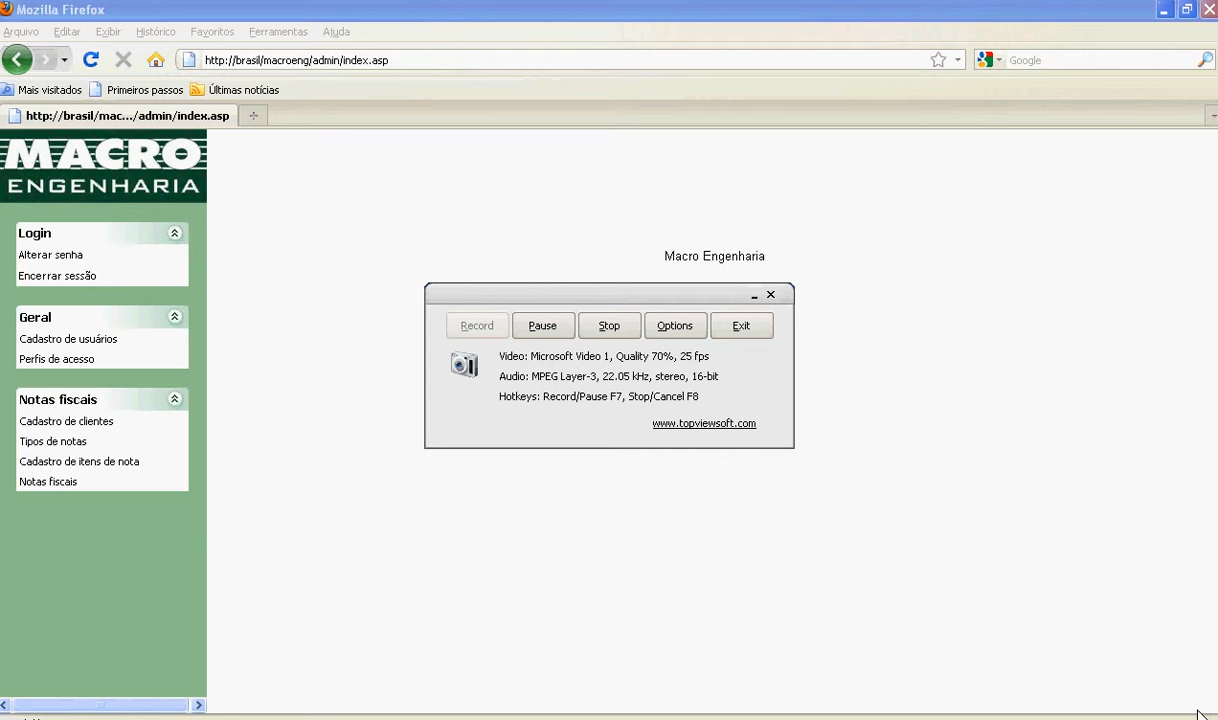 Mozilla Firefox
Arquivo Editar Exibir Histórico Favoritos Ferramentas Ajuda
http://brasil/macroeng/admin/index.asp
Google
Mais visitados Primeiros passos Últimas notícias
http://brasil/mac.../admin/index.asp
MACRO
ENGENHARIA
Login
Alterar senha
Encerrar sessão
Geral
Cadastro de usuários
Perfis de acesso
Notas fiscais
Cadastro de clientes
Tipos de notas
Cadastro de itens de nota
Notas fiscais
Macro Engenharia
Record Pause Stop Options Exit
Video: Microsoft Video 1, Quality 70%, 25 fps
Audio: MPEG Layer-3, 22.05 kHz, stereo, 16-bit
Hotkeys: Record/Pause F7, Stop/Cancel F8
www.topviewsoft.com